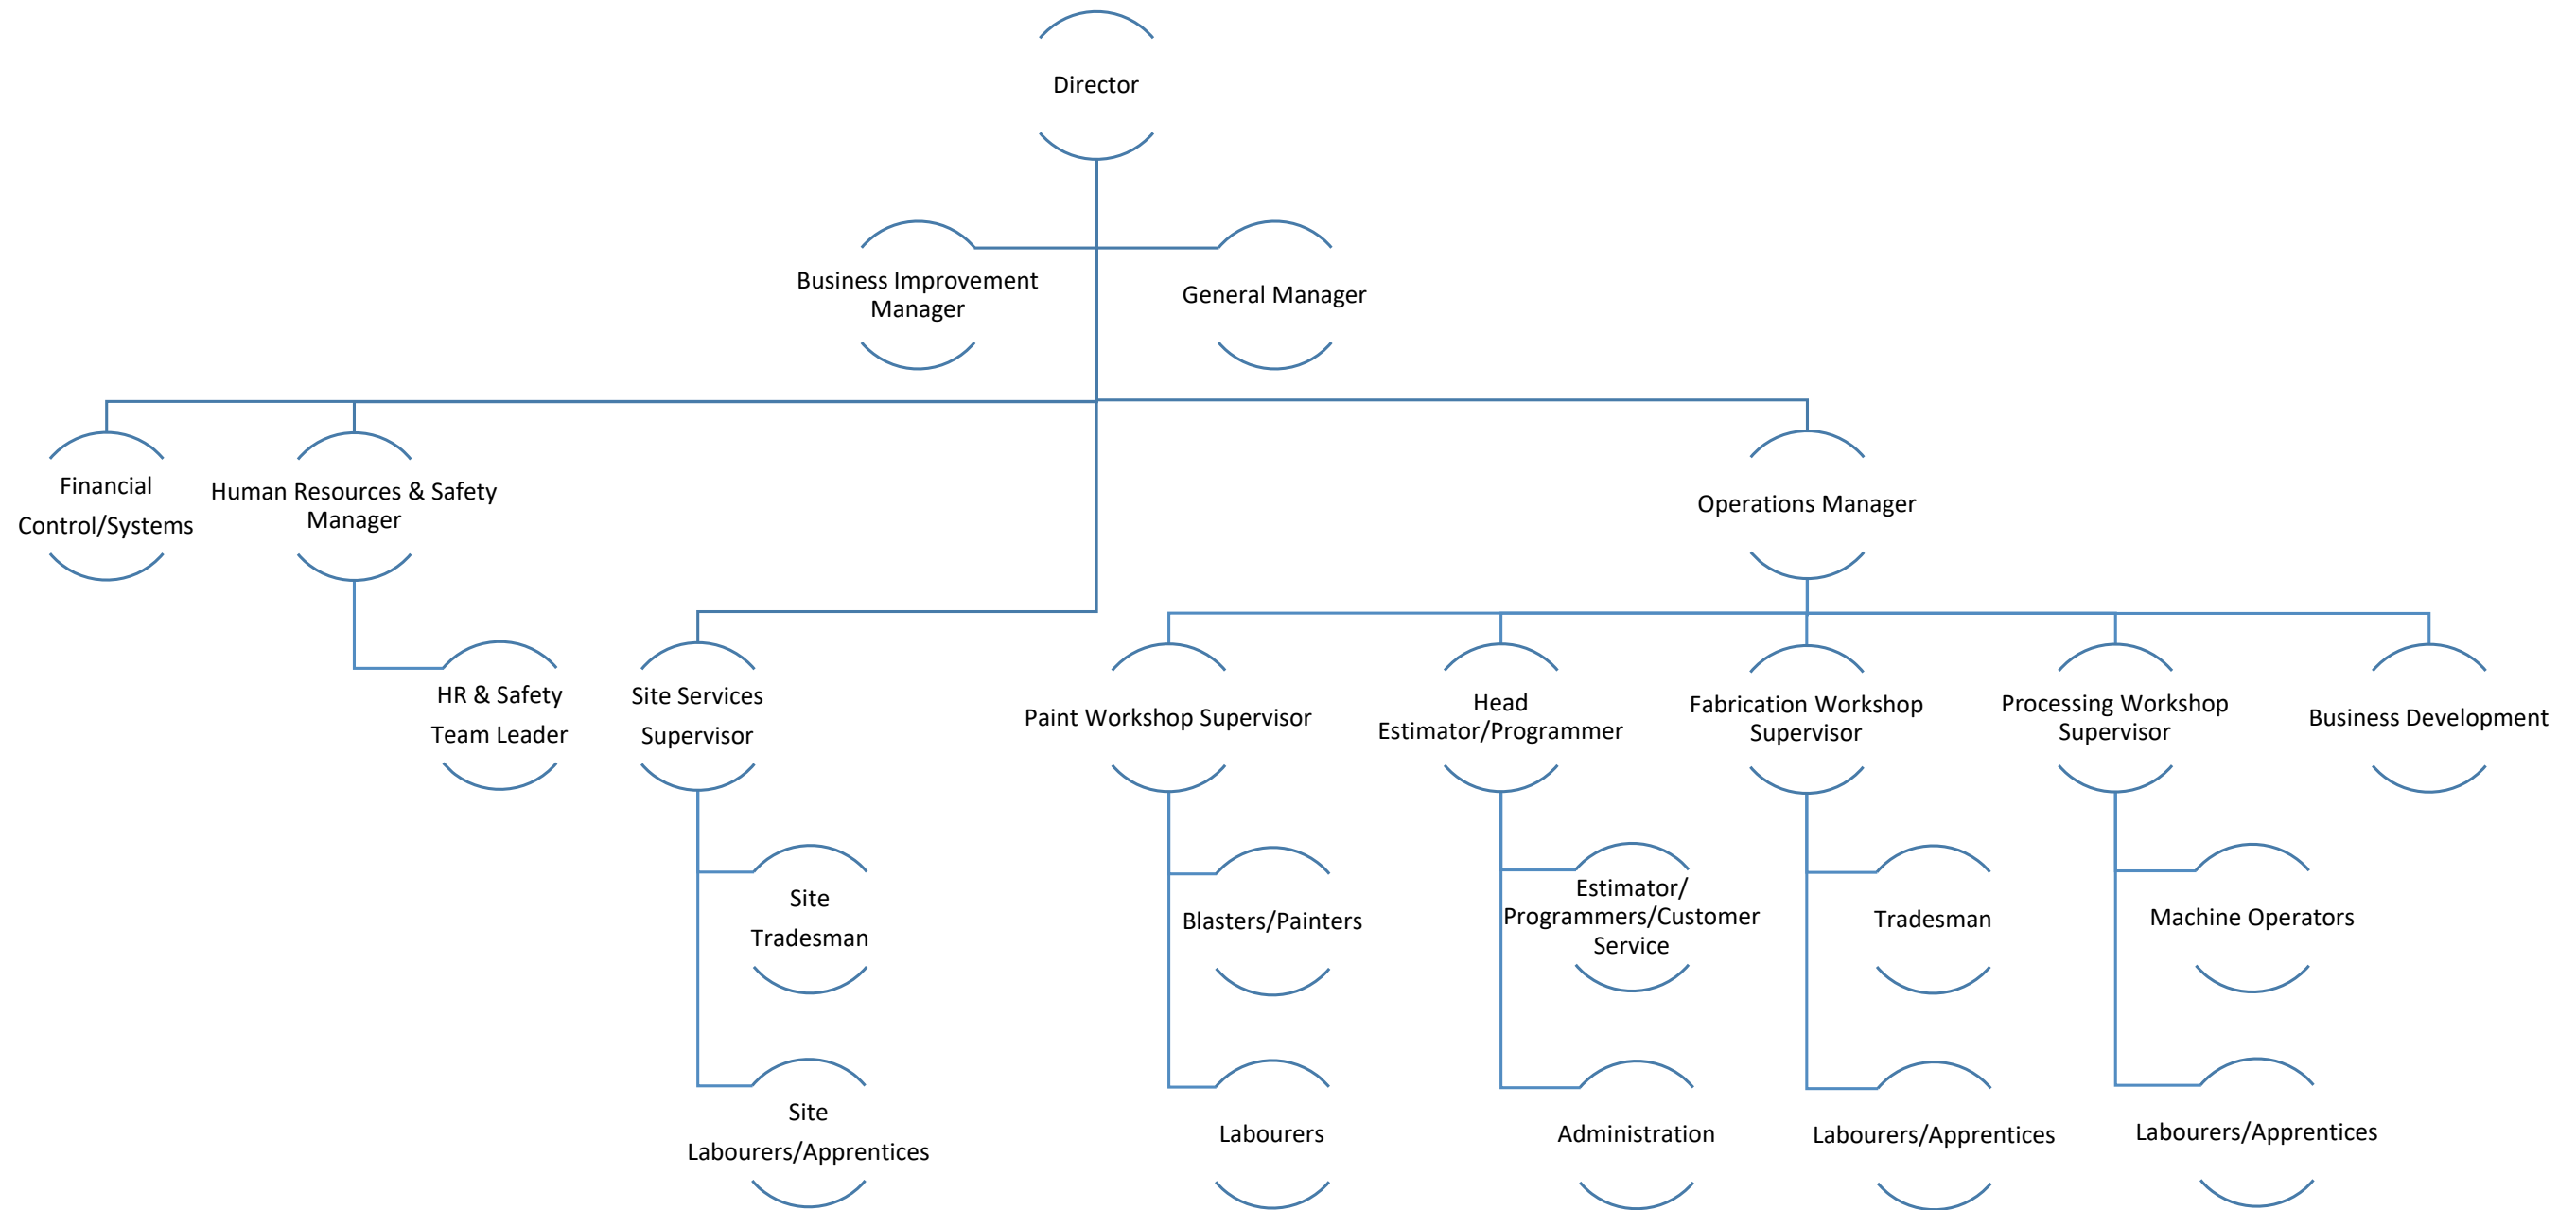 Director
Business Improvement
Manager
General Manager
Financial
Control/Systems
Human Resources & Safety
Manager
Operations Manager
HR & Safety
Team Leader
Site Services
Supervisor
Paint Workshop Supervisor
Head
Estimator/Programmer
Fabrication Workshop
Supervisor
Processing Workshop
Supervisor
Business Development
Site
Tradesman
Blasters/Painters
Estimator/
Programmers/Customer
Service
Tradesman
Machine Operators
Site
Labourers/Apprentices
Labourers
Administration
Labourers/Apprentices
Labourers/Apprentices